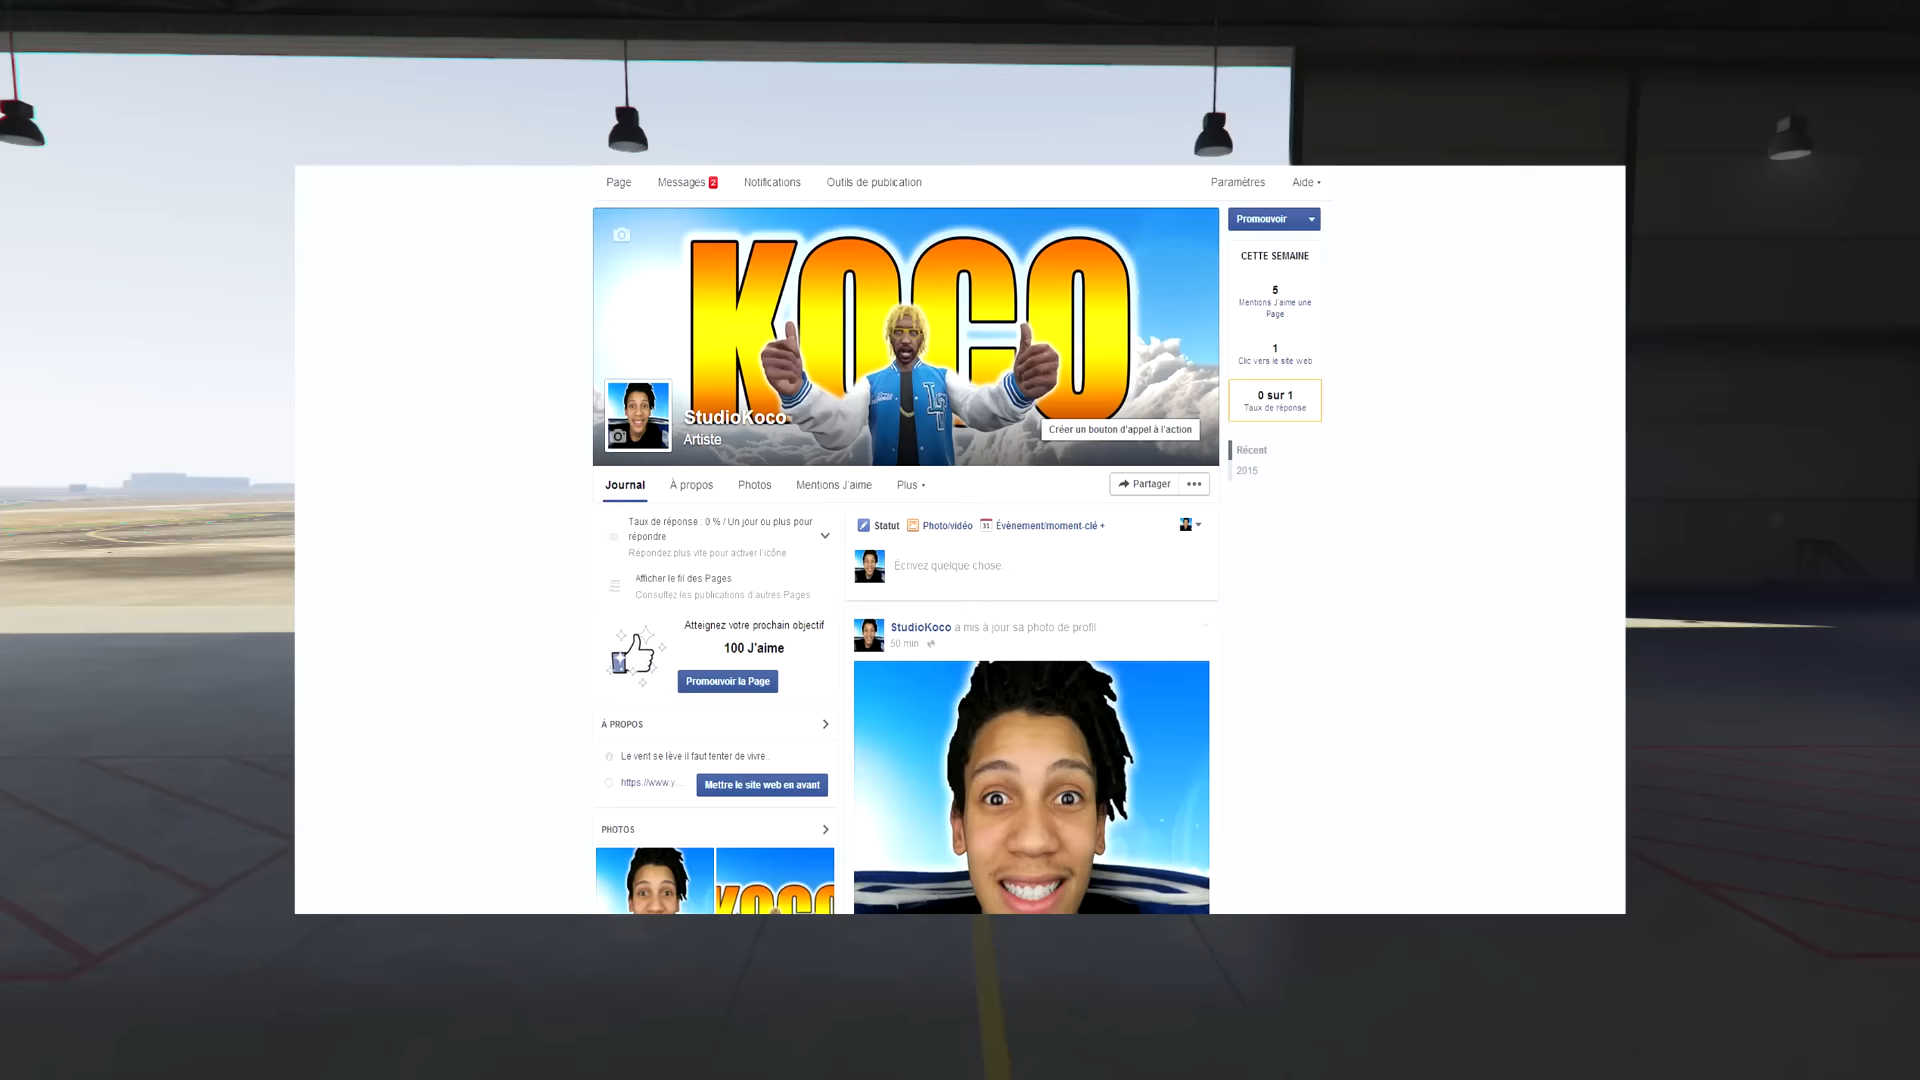 Page
Messages 2
Notifications
Outils de publication
Paramètres
Aide
KOCO
StudioKoco
Artiste
Créer un bouton d'appel à l'action
Promouvoir
CETTE SEMAINE
5
Mentions J'aime une
Page
1
Clic vers le site web
0 sur 1
Taux de réponse
Récent
2015
Journal
À propos
Photos
Mentions J'aime
Plus
Partager
Taux de réponse : 0 % / Un jour ou plus pour
répondre
Répondez plus vite pour activer l'icône
Afficher le fil des Pages
Consultez les publications d'autres Pages
Atteignez votre prochain objectif
100 J'aime
Promouvoir la Page
À PROPOS
Le vent se lève il faut tenter de vivre..
https://www.y...
Mettre le site web en avant
PHOTOS
KOCO
Statut
Photo/vidéo
31
Évènement/moment-clé +
Écrivez quelque chose...
StudioKoco a mis à jour sa photo de profil.
50 min